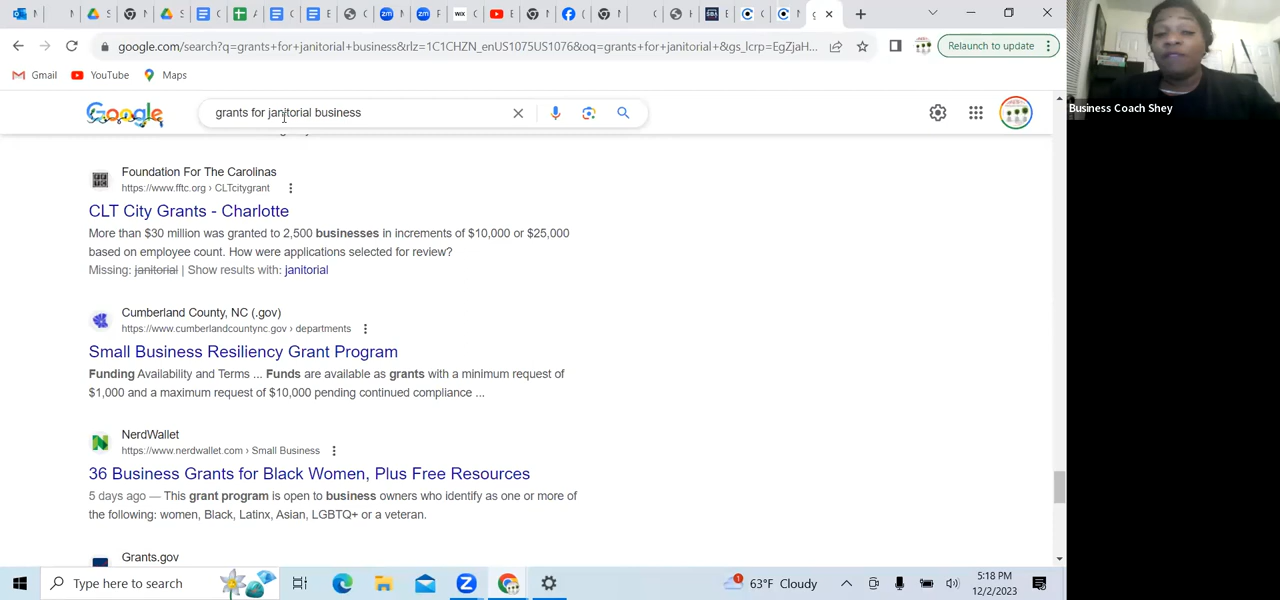 google.com/search?q=grants+for+janitorial+business&rlz=1C1CHZN_enUS1075US1076&oq=grants+for+janitorial+&gs_lcrp=EgZjaH...
Relaunch to update
Gmail YouTube Maps
Google
grants for janitorial business
Business Coach Shey
Foundation For The Carolinas
https://www.fftc.org › CLTcitygrant
CLT City Grants - Charlotte
More than $30 million was granted to 2,500 businesses in increments of $10,000 or $25,000
based on employee count. How were applications selected for review?
Missing: janitorial | Show results with: janitorial
Cumberland County, NC (.gov)
https://www.cumberlandcountync.gov › departments
Small Business Resiliency Grant Program
Funding Availability and Terms ... Funds are available as grants with a minimum request of
$1,000 and a maximum request of $10,000 pending continued compliance ...
NerdWallet
https://www.nerdwallet.com › Small Business
36 Business Grants for Black Women, Plus Free Resources
5 days ago — This grant program is open to business owners who identify as one or more of
the following: women, Black, Latinx, Asian, LGBTQ+ or a veteran.
Grants.gov
Type here to search
63°F Cloudy
5:18 PM
12/2/2023